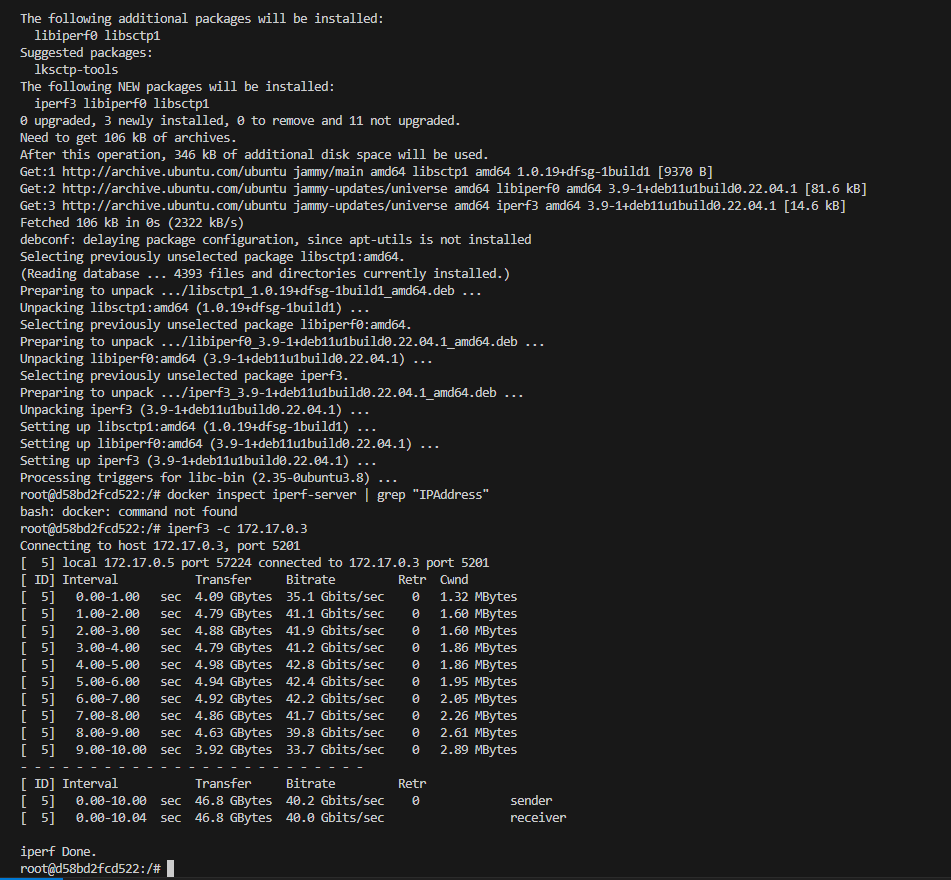 The following additional packages will be installed:
  libiperf0 libsctp1
Suggested packages:
  lksctp-tools
The following NEW packages will be installed:
  iperf3 libiperf0 libsctp1
0 upgraded, 3 newly installed, 0 to remove and 11 not upgraded.
Need to get 106 kB of archives.
After this operation, 346 kB of additional disk space will be used.
Get:1 http://archive.ubuntu.com/ubuntu jammy/main amd64 libsctp1 amd64 1.0.19+dfsg-1build1 [9370 B]
Get:2 http://archive.ubuntu.com/ubuntu jammy-updates/universe amd64 libiperf0 amd64 3.9-1+deb11u1build0.22.04.1 [81.6 kB]
Get:3 http://archive.ubuntu.com/ubuntu jammy-updates/universe amd64 iperf3 amd64 3.9-1+deb11u1build0.22.04.1 [14.6 kB]
Fetched 106 kB in 0s (2322 kB/s)
debconf: delaying package configuration, since apt-utils is not installed
Selecting previously unselected package libsctp1:amd64.
(Reading database ... 4393 files and directories currently installed.)
Preparing to unpack .../libsctp1_1.0.19+dfsg-1build1_amd64.deb ...
Unpacking libsctp1:amd64 (1.0.19+dfsg-1build1) ...
Selecting previously unselected package libiperf0:amd64.
Preparing to unpack .../libiperf0_3.9-1+deb11u1build0.22.04.1_amd64.deb ...
Unpacking libiperf0:amd64 (3.9-1+deb11u1build0.22.04.1) ...
Selecting previously unselected package iperf3.
Preparing to unpack .../iperf3_3.9-1+deb11u1build0.22.04.1_amd64.deb ...
Unpacking iperf3 (3.9-1+deb11u1build0.22.04.1) ...
Setting up libsctp1:amd64 (1.0.19+dfsg-1build1) ...
Setting up libiperf0:amd64 (3.9-1+deb11u1build0.22.04.1) ...
Setting up iperf3 (3.9-1+deb11u1build0.22.04.1) ...
Processing triggers for libc-bin (2.35-0ubuntu3.8) ...
root@d58bd2fcd522:/# docker inspect iperf-server | grep "IPAddress"
bash: docker: command not found
root@d58bd2fcd522:/# iperf3 -c 172.17.0.3
Connecting to host 172.17.0.3, port 5201
[  5] local 172.17.0.5 port 57224 connected to 172.17.0.3 port 5201
[ ID] Interval           Transfer     Bitrate         Retr  Cwnd
[  5]   0.00-1.00   sec  4.09 GBytes  35.1 Gbits/sec    0   1.32 MBytes
[  5]   1.00-2.00   sec  4.79 GBytes  41.1 Gbits/sec    0   1.60 MBytes
[  5]   2.00-3.00   sec  4.88 GBytes  41.9 Gbits/sec    0   1.60 MBytes
[  5]   3.00-4.00   sec  4.79 GBytes  41.2 Gbits/sec    0   1.86 MBytes
[  5]   4.00-5.00   sec  4.98 GBytes  42.8 Gbits/sec    0   1.86 MBytes
[  5]   5.00-6.00   sec  4.94 GBytes  42.4 Gbits/sec    0   1.95 MBytes
[  5]   6.00-7.00   sec  4.92 GBytes  42.2 Gbits/sec    0   2.05 MBytes
[  5]   7.00-8.00   sec  4.86 GBytes  41.7 Gbits/sec    0   2.26 MBytes
[  5]   8.00-9.00   sec  4.63 GBytes  39.8 Gbits/sec    0   2.61 MBytes
[  5]   9.00-10.00  sec  3.92 GBytes  33.7 Gbits/sec    0   2.89 MBytes
- - - - - - - - - - - - - - - - - - - - - - - - -
[ ID] Interval           Transfer     Bitrate         Retr
[  5]   0.00-10.00  sec  46.8 GBytes  40.2 Gbits/sec    0             sender
[  5]   0.00-10.04  sec  46.8 GBytes  40.0 Gbits/sec                  receiver

iperf Done.
root@d58bd2fcd522:/#